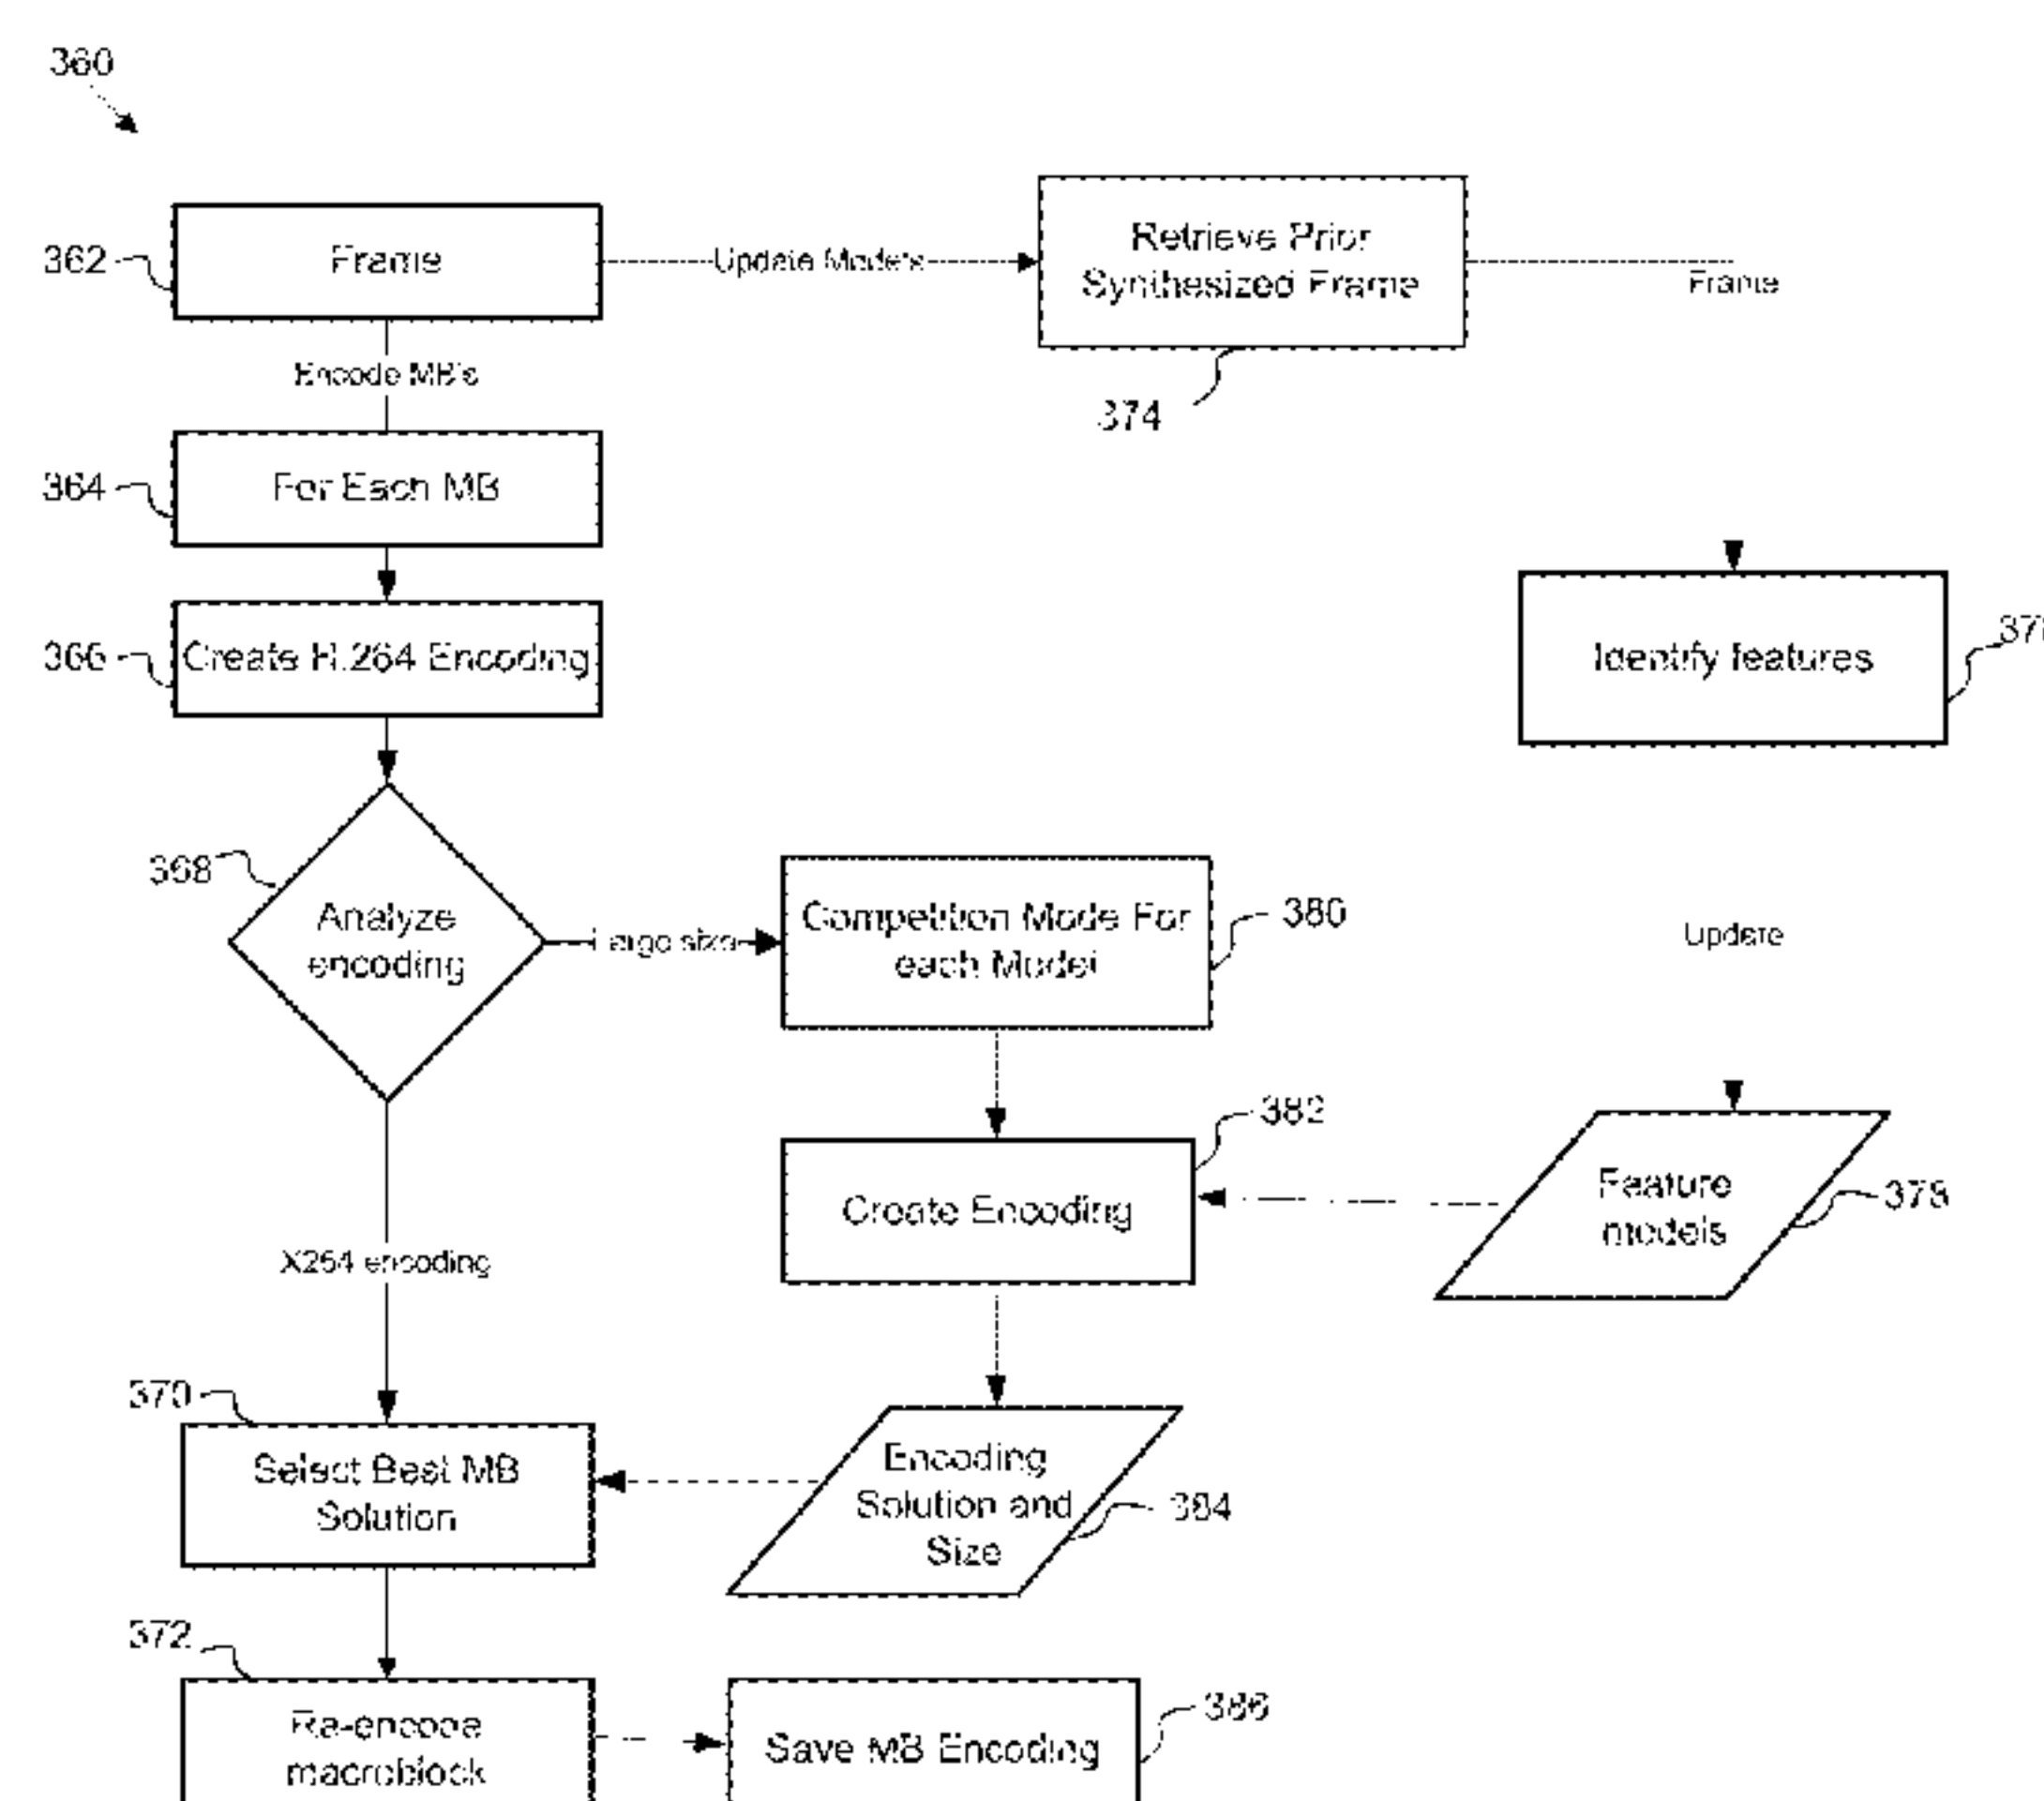 360
362
Frame
Update Models
Retrieve Prior
Synthesized Frame
Frame
374
Encode MB's
364
For Each MB
366
Create H.264 Encoding
Identify features
368
Analyze
encoding
Large size
Competition Mode For
each Model
380
Update
382
Create Encoding
Feature
models
378
X264 encoding
370
Select Best MB
Solution
Encoding
Solution and
Size
384
372
Re-encode
macroblock
Save MB Encoding
386